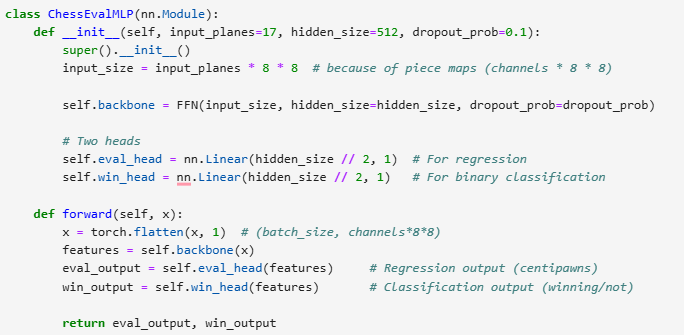 class ChessEvalMLP(nn.Module):
    def __init__(self, input_planes=17, hidden_size=512, dropout_prob=0.1):
        super().__init__()
        input_size = input_planes * 8 * 8  # because of piece maps (channels * 8 * 8)

        self.backbone = FFN(input_size, hidden_size=hidden_size, dropout_prob=dropout_prob)

        # Two heads
        self.eval_head = nn.Linear(hidden_size // 2, 1)  # For regression
        self.win_head = nn.Linear(hidden_size // 2, 1)   # For binary classification

    def forward(self, x):
        x = torch.flatten(x, 1)  # (batch_size, channels*8*8)
        features = self.backbone(x)
        eval_output = self.eval_head(features)     # Regression output (centipawns)
        win_output = self.win_head(features)       # Classification output (winning/not)

        return eval_output, win_output